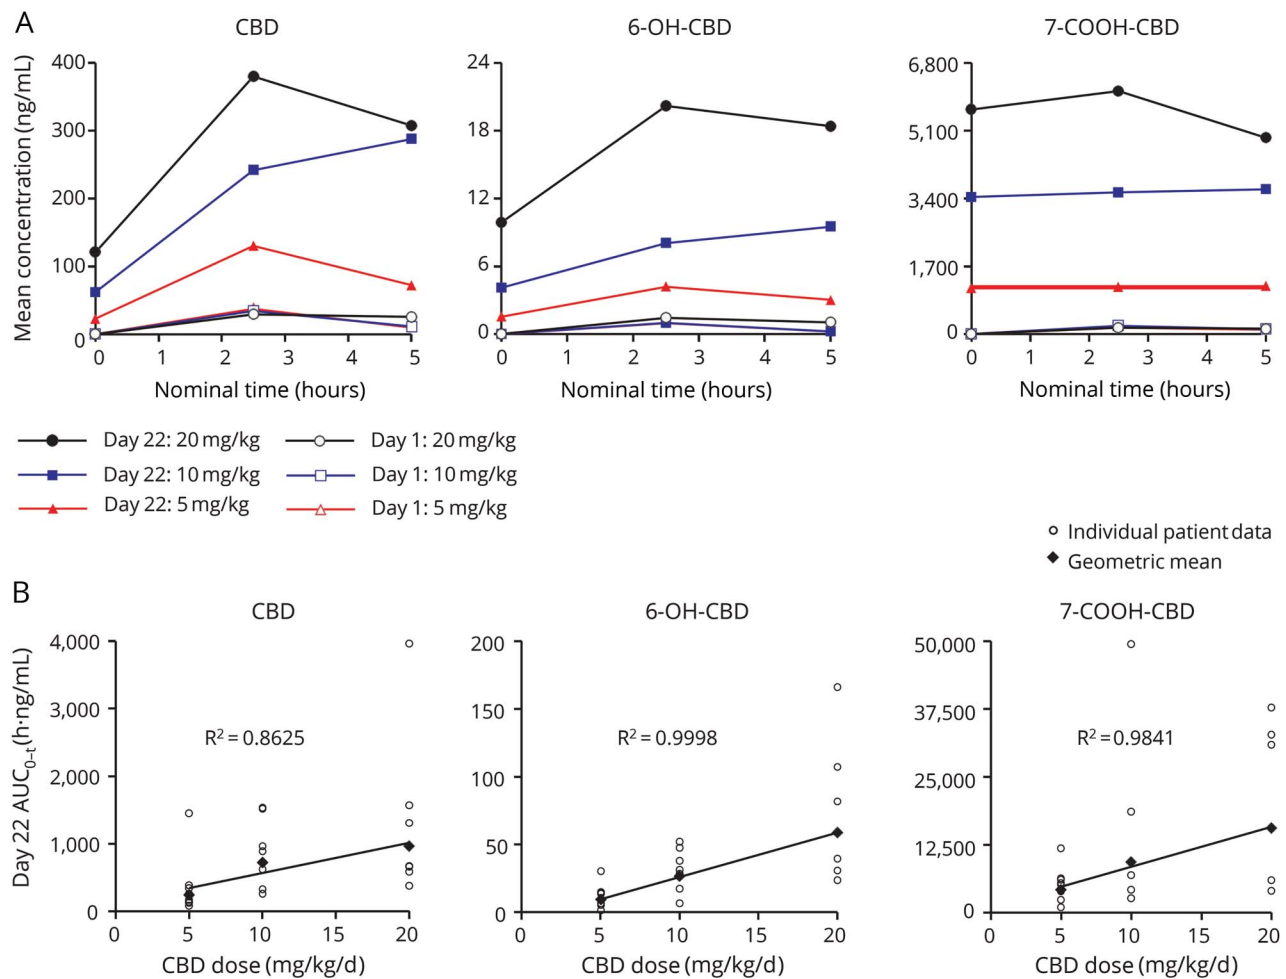 A
CBD
6-OH-CBD
7-COOH-CBD
Mean concentration (ng/mL)
400
300
200
100
0
0 1 2 3 4 5
Nominal time (hours)
24
18
12
6
0
0 1 2 3 4 5
Nominal time (hours)
6,800
5,100
3,400
1,700
0
0 1 2 3 4 5
Nominal time (hours)
Day 22: 20 mg/kg
Day 1: 20 mg/kg
Day 22: 10 mg/kg
Day 1: 10 mg/kg
Day 22: 5 mg/kg
Day 1: 5 mg/kg
Individual patient data
Geometric mean
B
CBD
6-OH-CBD
7-COOH-CBD
Day 22 AUC0–t (h·ng/mL)
4,000
3,000
2,000
1,000
0
R2 = 0.8625
0 5 10 15 20
CBD dose (mg/kg/d)
200
150
100
50
0
R2 = 0.9998
0 5 10 15 20
CBD dose (mg/kg/d)
50,000
37,500
25,000
12,500
0
R2 = 0.9841
0 5 10 15 20
CBD dose (mg/kg/d)